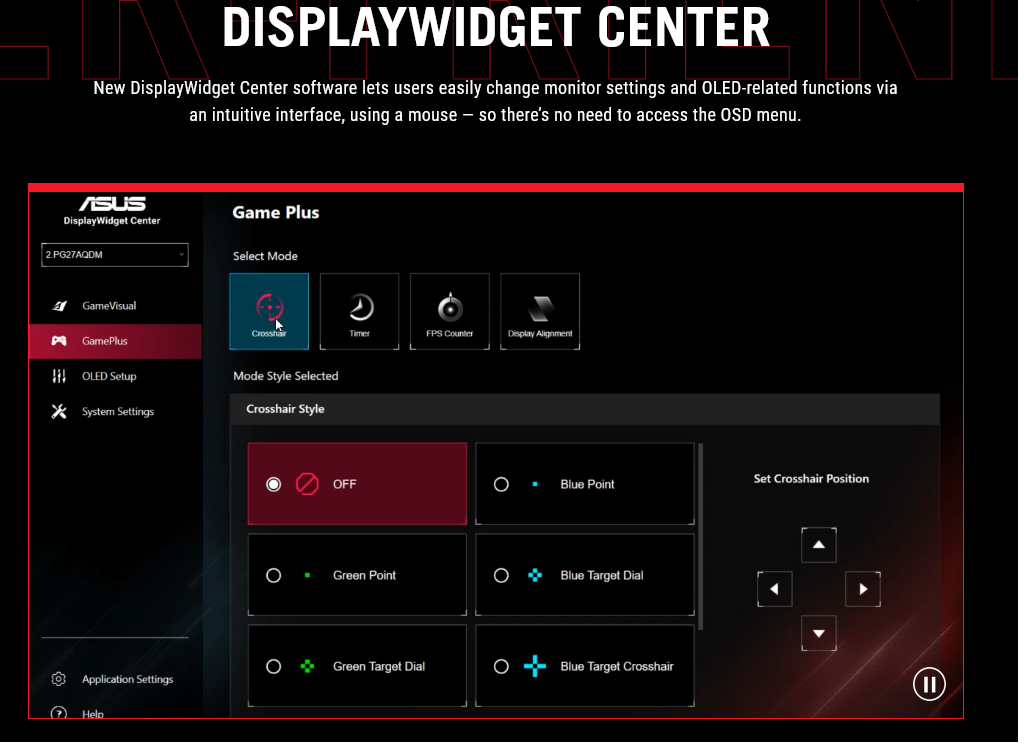 DISPLAYWIDGET CENTER
New DisplayWidget Center software lets users easily change monitor settings and OLED-related functions via
an intuitive interface, using a mouse – so there's no need to access the OSD menu.
ASUS
DisplayWidget Center
2.PG27AQDM
GameVisual
GamePlus
OLED Setup
System Settings
Application Settings
Help
Game Plus
Select Mode
Crosshair
Timer
FPS Counter
Display Alignment
Mode Style Selected
Crosshair Style
OFF
Blue Point
Green Point
Blue Target Dial
Green Target Dial
Blue Target Crosshair
Set Crosshair Position